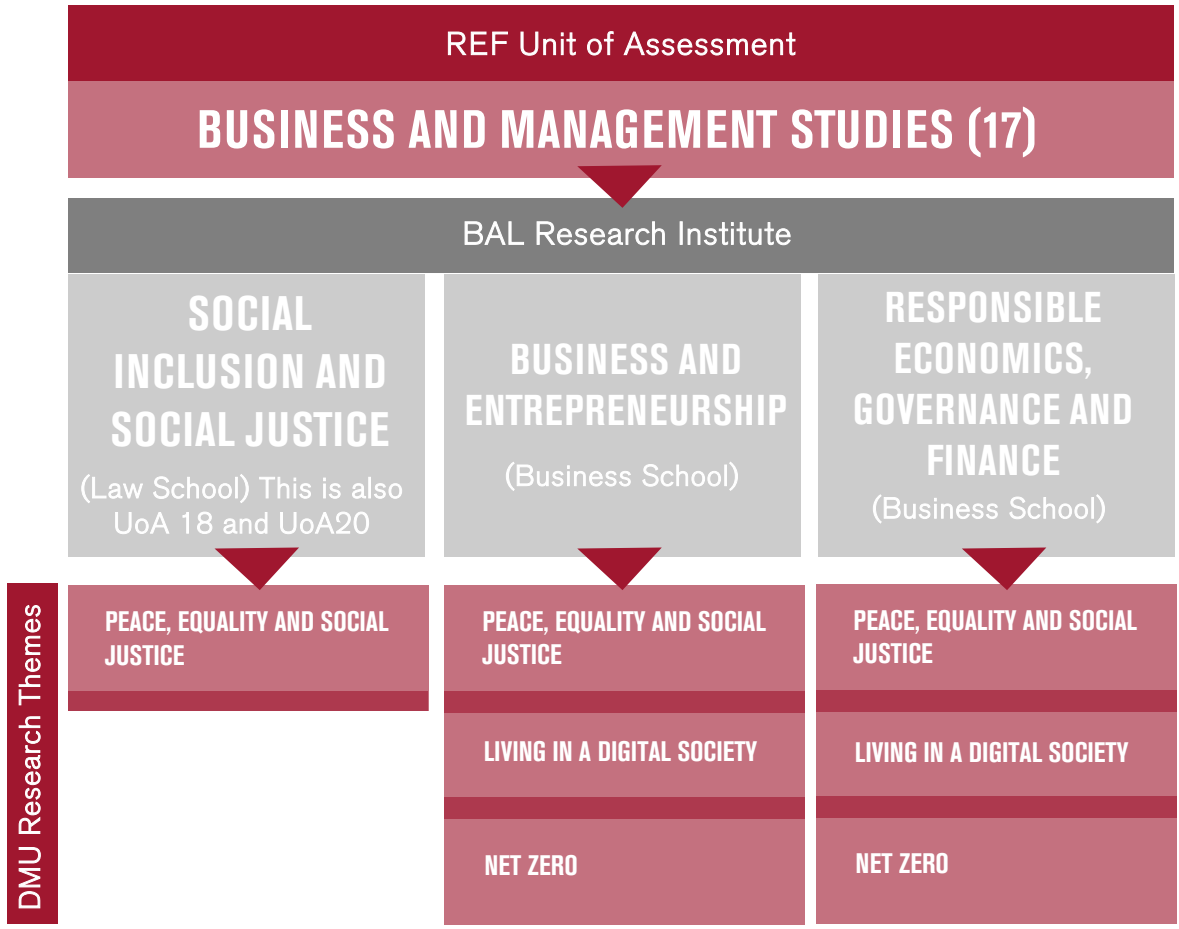 REF Unit of Assessment
BUSINESS AND MANAGEMENT STUDIES (17)
BAL Research Institute
SOCIAL
INCLUSION AND
SOCIAL JUSTICE
(Law School) This is also
UoA 18 and UoA20
BUSINESS AND
ENTREPRENEURSHIP
(Business School)
RESPONSIBLE
ECONOMICS,
GOVERNANCE AND
FINANCE
(Business School)
DMU Research Themes
PEACE, EQUALITY AND SOCIAL
JUSTICE
PEACE, EQUALITY AND SOCIAL
JUSTICE
LIVING IN A DIGITAL SOCIETY
NET ZERO
PEACE, EQUALITY AND SOCIAL
JUSTICE
LIVING IN A DIGITAL SOCIETY
NET ZERO